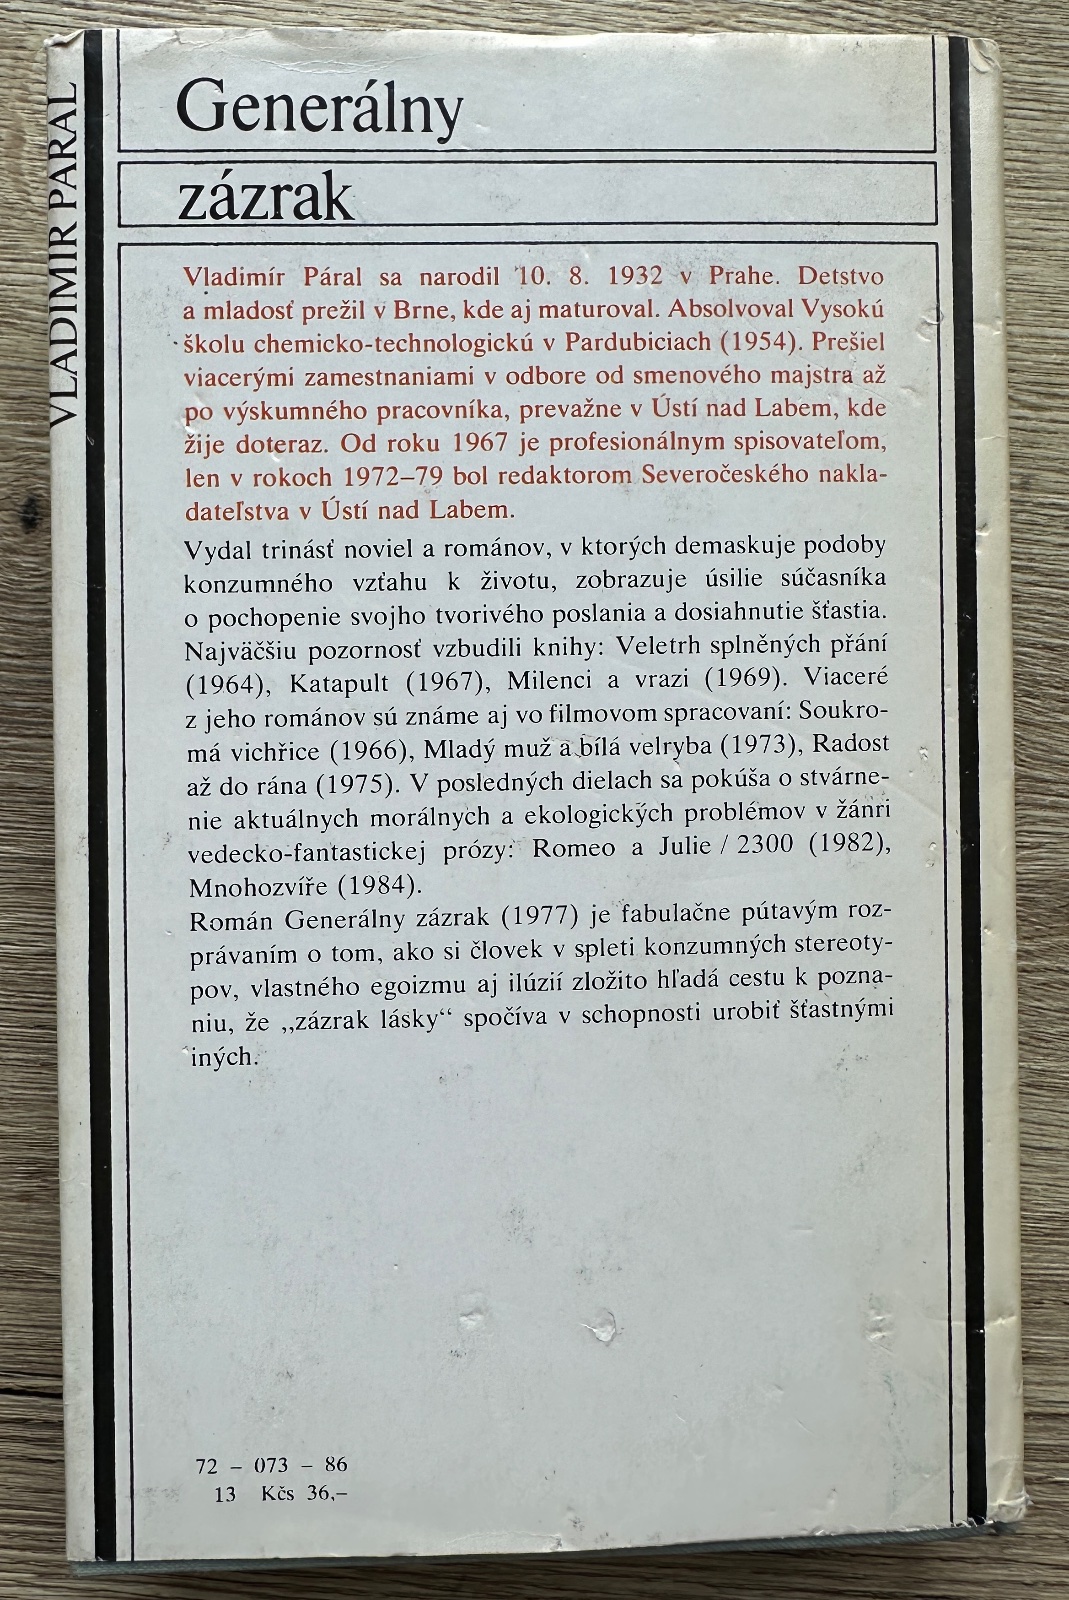 VLADIMÍR PÁRAL
Generálny
zázrak
Vladimír Páral sa narodil 10. 8. 1932 v Prahe. Detstvo
a mladosť prežil v Brne, kde aj maturoval. Absolvoval Vysokú
školu chemicko-technologickú v Pardubiciach (1954). Prešiel
viacerými zamestnaniami v odbore od smenového majstra až
po výskumného pracovníka, prevažne v Ústí nad Labem, kde
žije doteraz. Od roku 1967 je profesionálnym spisovateľom,
len v rokoch 1972–79 bol redaktorom Severočeského nakla-
dateľstva v Ústí nad Labem.
Vydal trinásť noviel a románov, v ktorých demaskuje podoby
konzumného vzťahu k životu, zobrazuje úsilie súčasníka
o pochopenie svojho tvorivého poslania a dosiahnutie šťastia.
Najväčšiu pozornosť vzbudili knihy: Veletrh splněných přání
(1964), Katapult (1967), Milenci a vrazi (1969). Viaceré
z jeho románov sú známe aj vo filmovom spracovaní: Soukro-
má vichřice (1966), Mladý muž a bílá velryba (1973), Radost
až do rána (1975). V posledných dielach sa pokúša o stvárne-
nie aktuálnych morálnych a ekologických problémov v žánri
vedecko-fantastickej prózy: Romeo a Julie / 2300 (1982),
Mnohozvíře (1984).
Román Generálny zázrak (1977) je fabulačne pútavým roz-
právaním o tom, ako si človek v spleti konzumných stereoty-
pov, vlastného egoizmu aj ilúzií zložito hľadá cestu k pozna-
niu, že „zázrak lásky“ spočíva v schopnosti urobiť šťastnými
iných.
72 – 073 – 86
13 Kčs 36,–